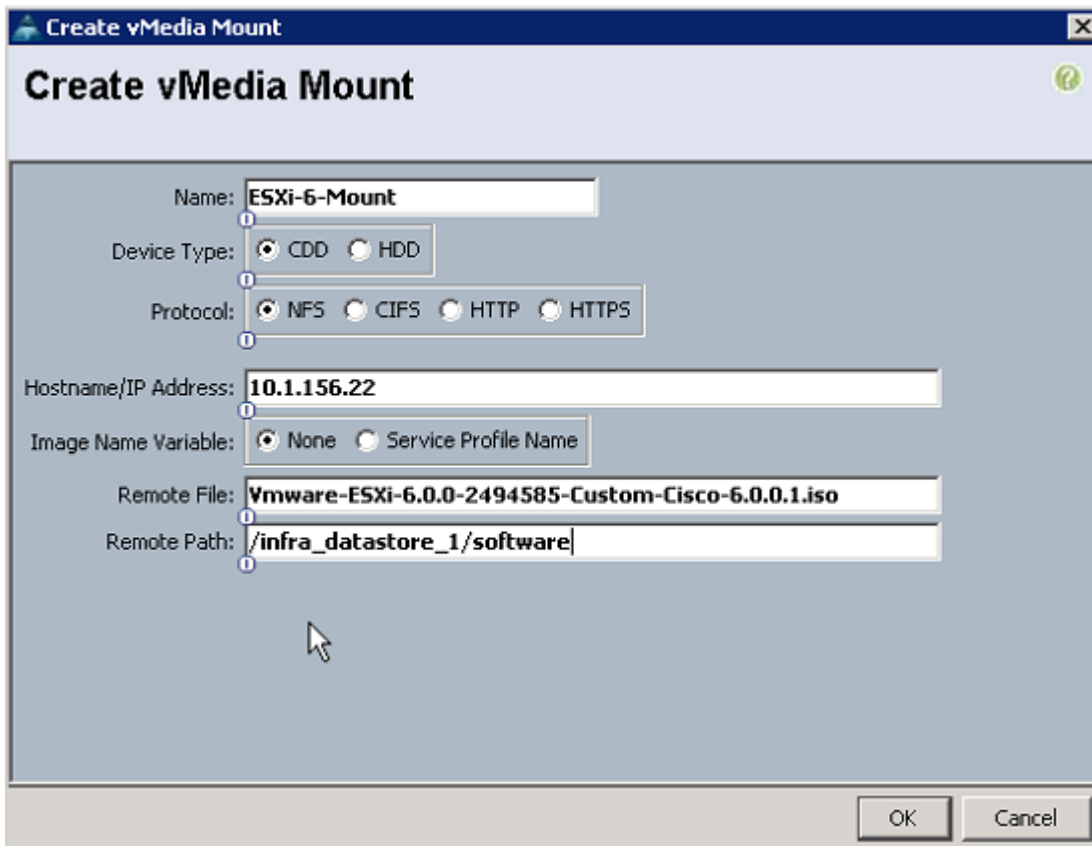 Create vMedia Mount
Create vMedia Mount
Name: ESXi-6-Mount
Device Type: CDD HDD
Protocol: NFS CIFS HTTP HTTPS
Hostname/IP Address: 10.1.156.22
Image Name Variable: None Service Profile Name
Remote File: Vmware-ESXi-6.0.0-2494585-Custom-Cisco-6.0.0.1.iso
Remote Path: /infra_datastore_1/software
OK Cancel